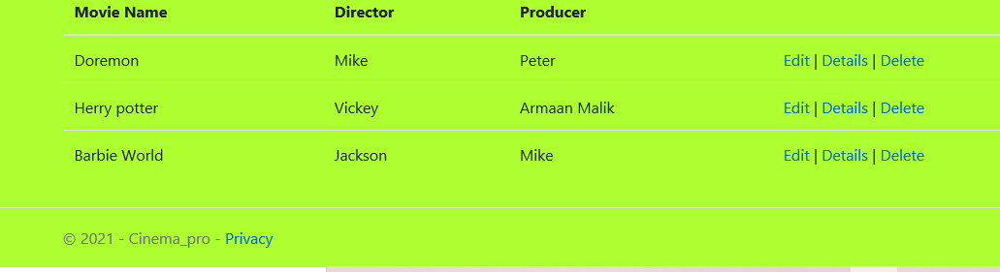 Movie Name Director Producer
Doremon Mike Peter Edit | Details | Delete
Herry potter Vickey Armaan Malik Edit | Details | Delete
Barbie World Jackson Mike Edit | Details | Delete
© 2021 - Cinema_pro - Privacy